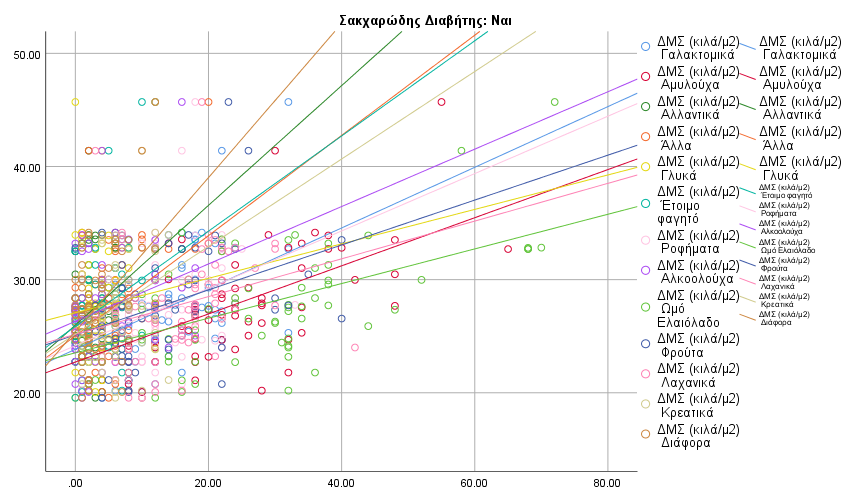 Σακχαρώδης Διαβήτης: Ναι
50.00
40.00
30.00
20.00
.00
20.00
40.00
60.00
80.00
ΔΜΣ (κιλά/μ2)
Γαλακτομικά
ΔΜΣ (κιλά/μ2)
Αμυλούχα
ΔΜΣ (κιλά/μ2)
Αλλαντικά
ΔΜΣ (κιλά/μ2)
Άλλα
ΔΜΣ (κιλά/μ2)
Γλυκά
ΔΜΣ (κιλά/μ2)
Έτοιμο
φαγητό
ΔΜΣ (κιλά/μ2)
Ροφήματα
ΔΜΣ (κιλά/μ2)
Αλκοολούχα
ΔΜΣ (κιλά/μ2)
Ωμό
Ελαιόλαδο
ΔΜΣ (κιλά/μ2)
Φρούτα
ΔΜΣ (κιλά/μ2)
Λαχανικά
ΔΜΣ (κιλά/μ2)
Κρεατικά
ΔΜΣ (κιλά/μ2)
Διάφορα
ΔΜΣ (κιλά/μ2)
Γαλακτομικά
ΔΜΣ (κιλά/μ2)
Αμυλούχα
ΔΜΣ (κιλά/μ2)
Αλλαντικά
ΔΜΣ (κιλά/μ2)
Άλλα
ΔΜΣ (κιλά/μ2)
Γλυκά
ΔΜΣ (κιλά/μ2)
Έτοιμο φαγητό
ΔΜΣ (κιλά/μ2)
Ροφήματα
ΔΜΣ (κιλά/μ2)
Αλκοολούχα
ΔΜΣ (κιλά/μ2)
Ωμό Ελαιόλαδο
ΔΜΣ (κιλά/μ2)
Φρούτα
ΔΜΣ (κιλά/μ2)
Λαχανικά
ΔΜΣ (κιλά/μ2)
Κρεατικά
ΔΜΣ (κιλά/μ2)
Διάφορα